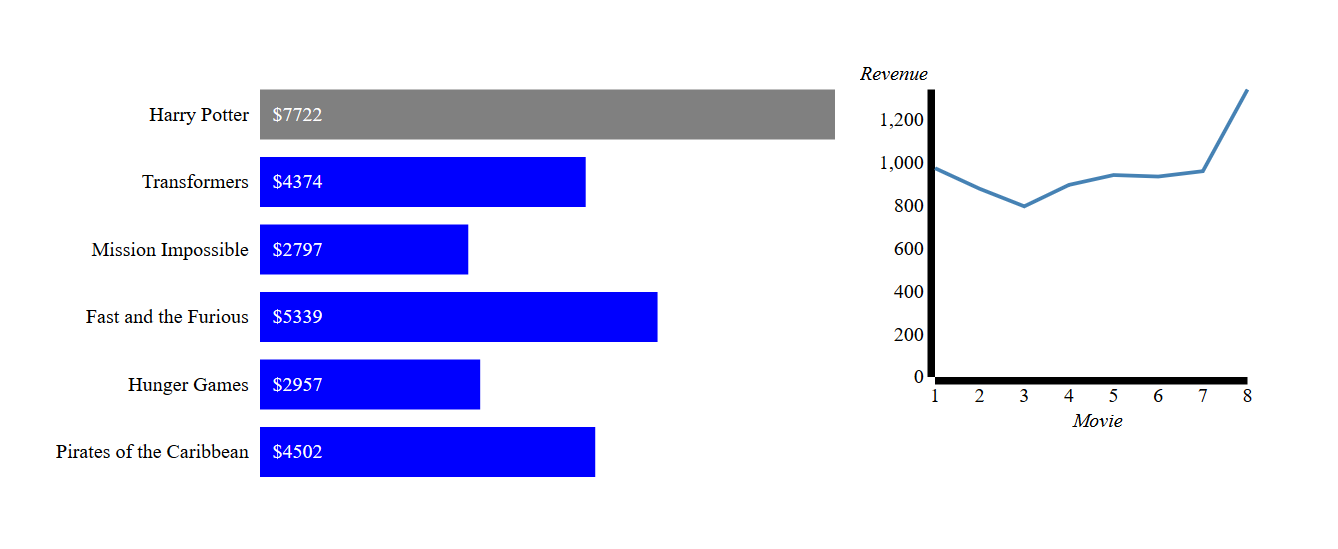 Harry Potter $7722
Transformers $4374
Mission Impossible $2797
Fast and the Furious $5339
Hunger Games $2957
Pirates of the Caribbean $4502
Revenue
1,200
1,000
800
600
400
200
0
1 2 3 4 5 6 7 8
Movie